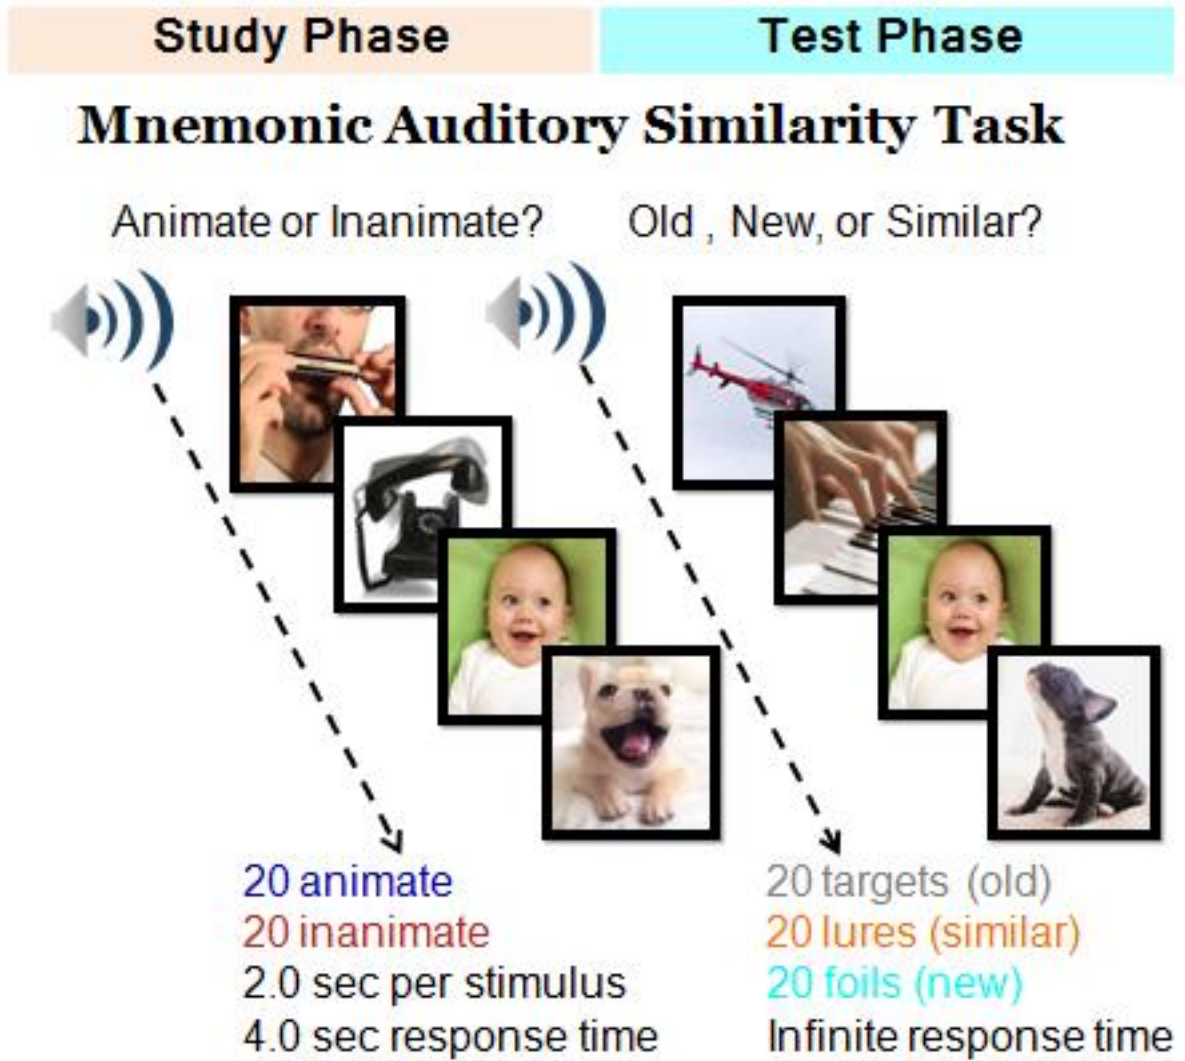 Study Phase
Test Phase
Mnemonic Auditory Similarity Task
Animate or Inanimate?
Old , New, or Similar?
20 animate
20 inanimate
2.0 sec per stimulus
4.0 sec response time
20 targets (old)
20 lures (similar)
20 foils (new)
Infinite response time